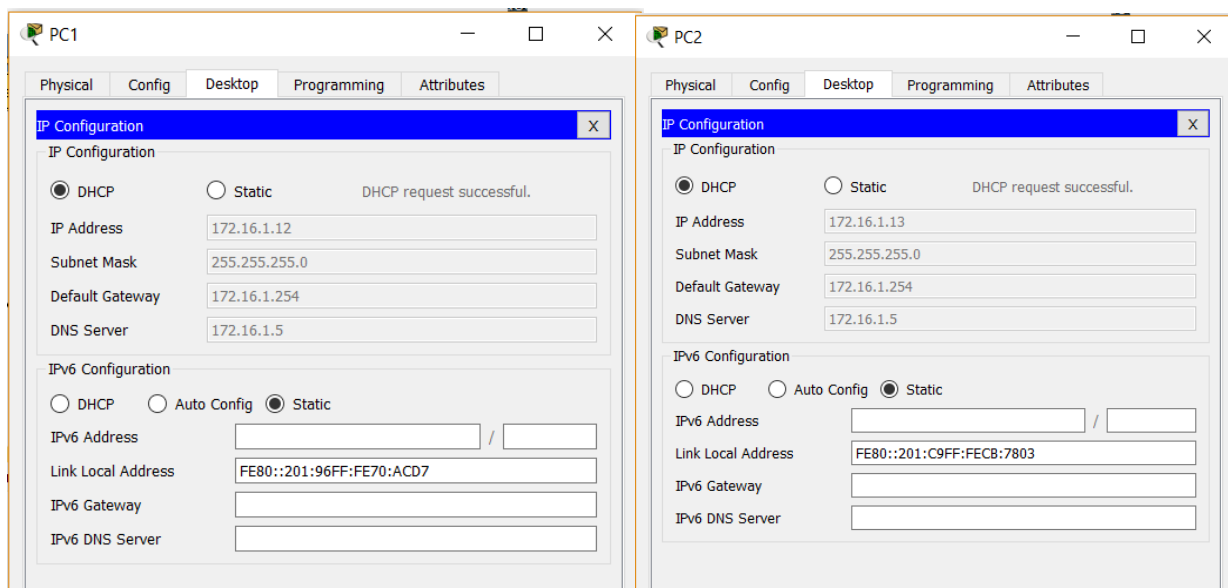 PC1
Physical Config Desktop Programming Attributes
IP Configuration X
IP Configuration
DHCP Static DHCP request successful.
IP Address 172.16.1.12
Subnet Mask 255.255.255.0
Default Gateway 172.16.1.254
DNS Server 172.16.1.5
IPv6 Configuration
DHCP Auto Config Static
IPv6 Address /
Link Local Address FE80::201:96FF:FE70:ACD7
IPv6 Gateway
IPv6 DNS Server
PC2
Physical Config Desktop Programming Attributes
IP Configuration X
IP Configuration
DHCP Static DHCP request successful.
IP Address 172.16.1.13
Subnet Mask 255.255.255.0
Default Gateway 172.16.1.254
DNS Server 172.16.1.5
IPv6 Configuration
DHCP Auto Config Static
IPv6 Address /
Link Local Address FE80::201:C9FF:FECB:7803
IPv6 Gateway
IPv6 DNS Server